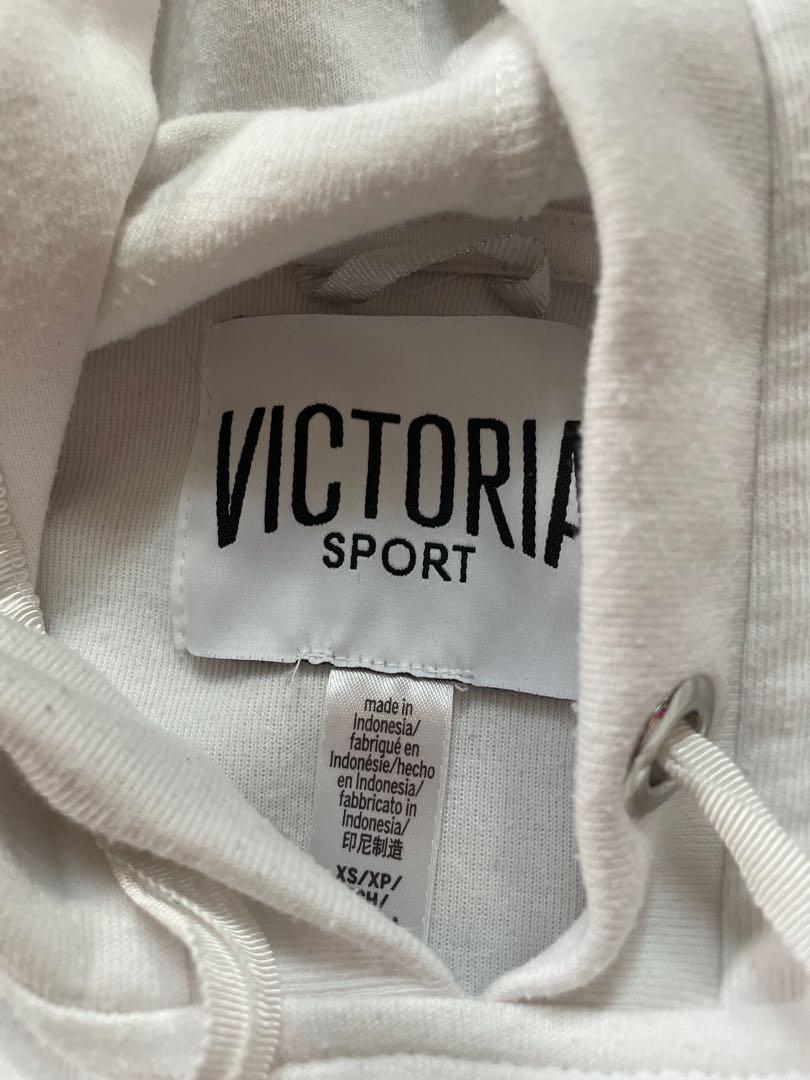 VICTORIA
SPORT
made in
Indonesia/
fabriqué en
Indonésie/hecho
en Indonesia/
fabbricato in
Indonesia/
印尼制造
XS/XP/